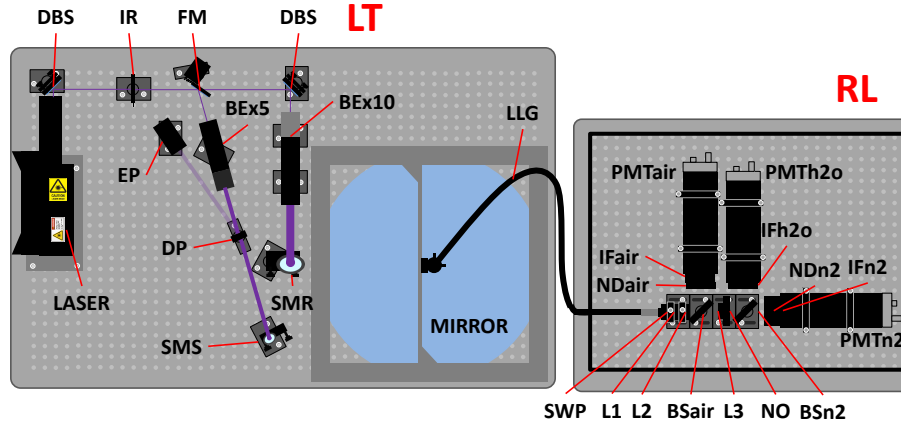 DBS IR FM LT DBS
BEx5 BEx10 LLG RL
EP PMTair PMTh2o
DP IFair IFh2o
NDair NDn2 IFn2
LASER SMR
SMS MIRROR PMTn2
SWP L1 L2 BSair L3 NO BSn2